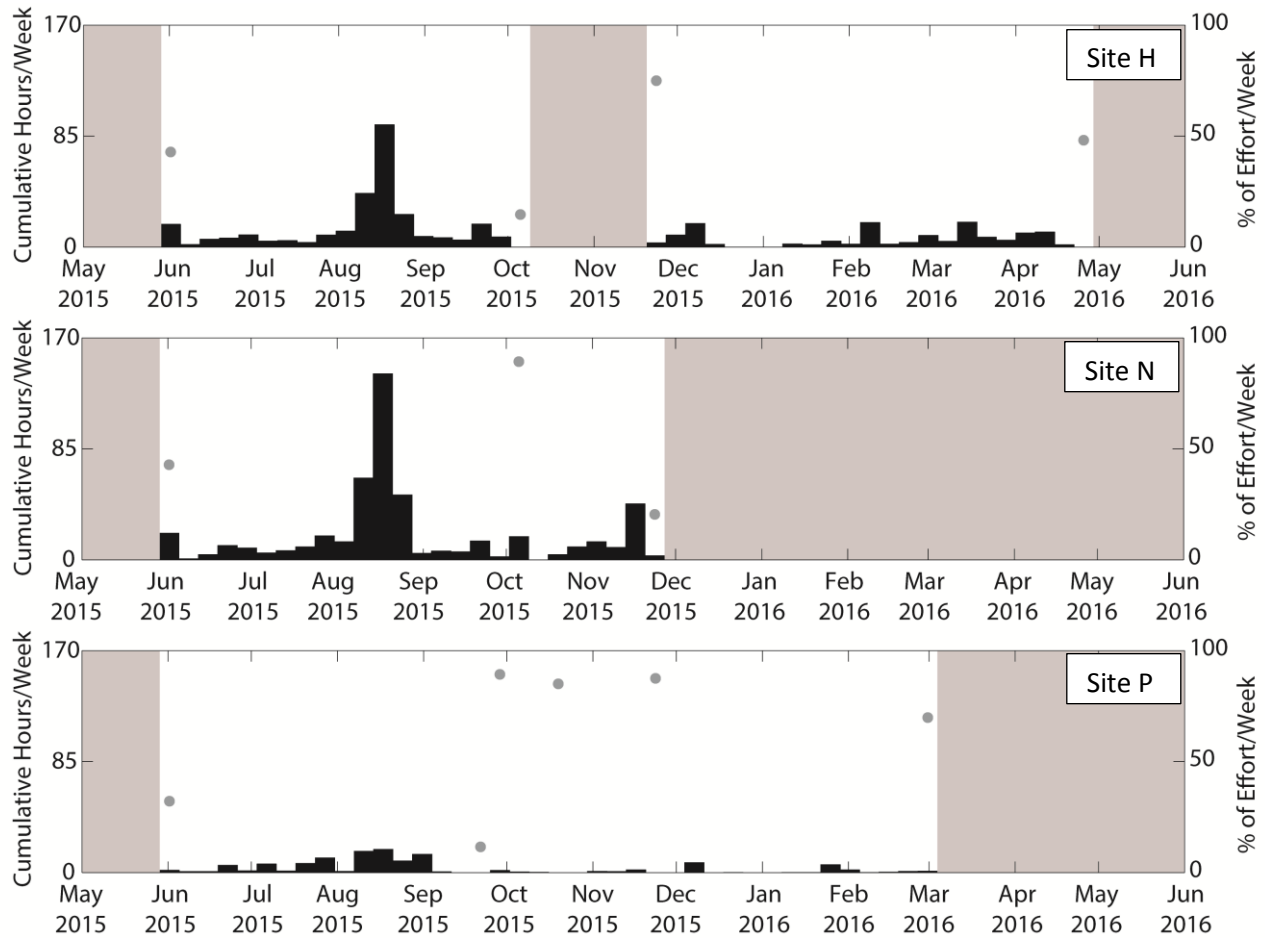 170
100
Site H
Cumulative Hours/Week
% of Effort/Week
85
50
0
0
May Jun Jul Aug Sep Oct Nov Dec Jan Feb Mar Apr May Jun
2015 2015 2015 2015 2015 2015 2015 2015 2016 2016 2016 2016 2016 2016
170
100
Site N
Cumulative Hours/Week
% of Effort/Week
85
50
0
0
May Jun Jul Aug Sep Oct Nov Dec Jan Feb Mar Apr May Jun
2015 2015 2015 2015 2015 2015 2015 2015 2016 2016 2016 2016 2016 2016
170
100
Site P
Cumulative Hours/Week
% of Effort/Week
85
50
0
0
May Jun Jul Aug Sep Oct Nov Dec Jan Feb Mar Apr May Jun
2015 2015 2015 2015 2015 2015 2015 2015 2016 2016 2016 2016 2016 2016